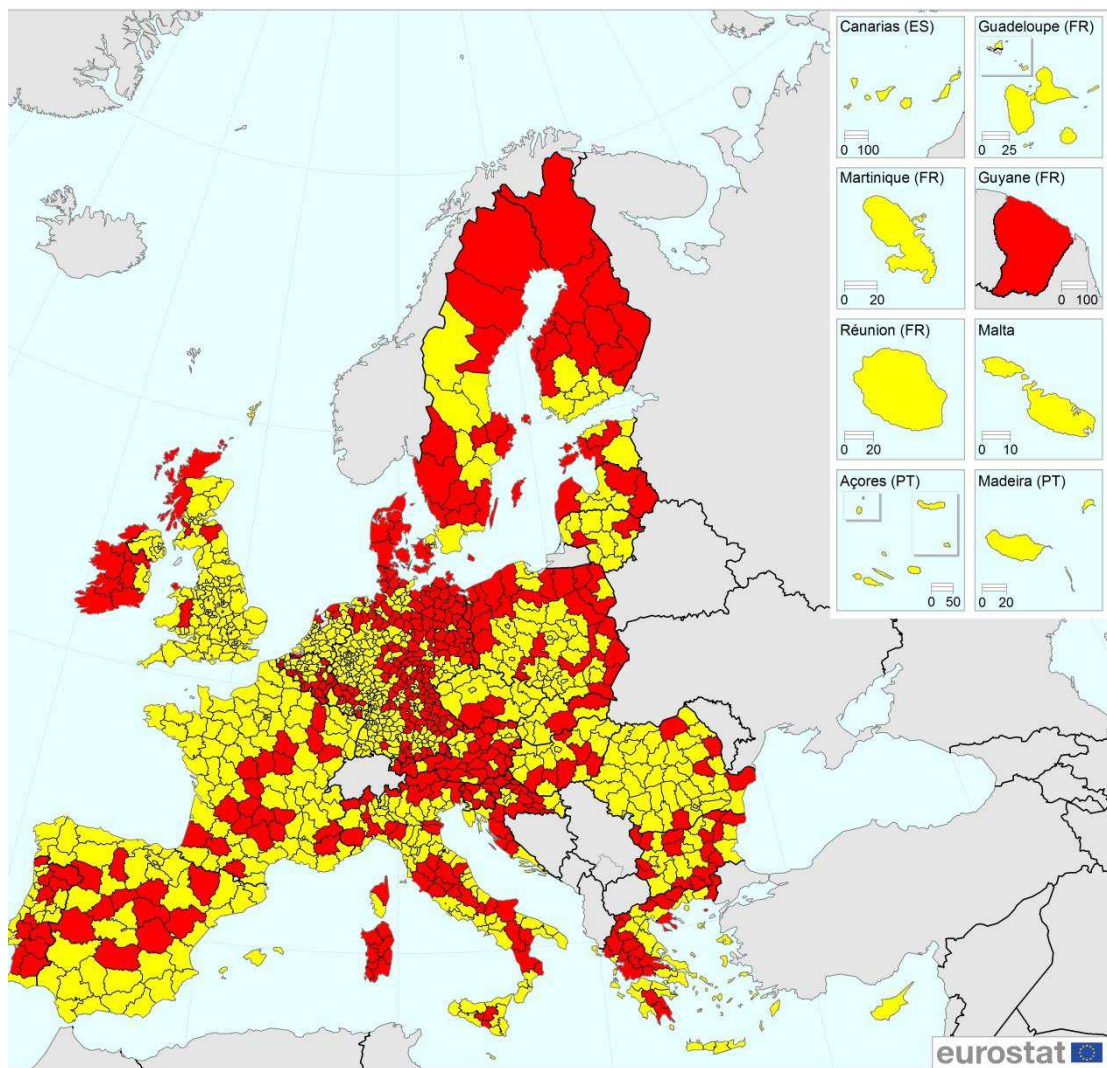 Canarias (ES)
0 100
Guadeloupe (FR)
0 25
Martinique (FR)
0 20
Guyane (FR)
0 100
Réunion (FR)
0 20
Malta
0 10
Açores (PT)
0 50
Madeira (PT)
0 20
eurostat